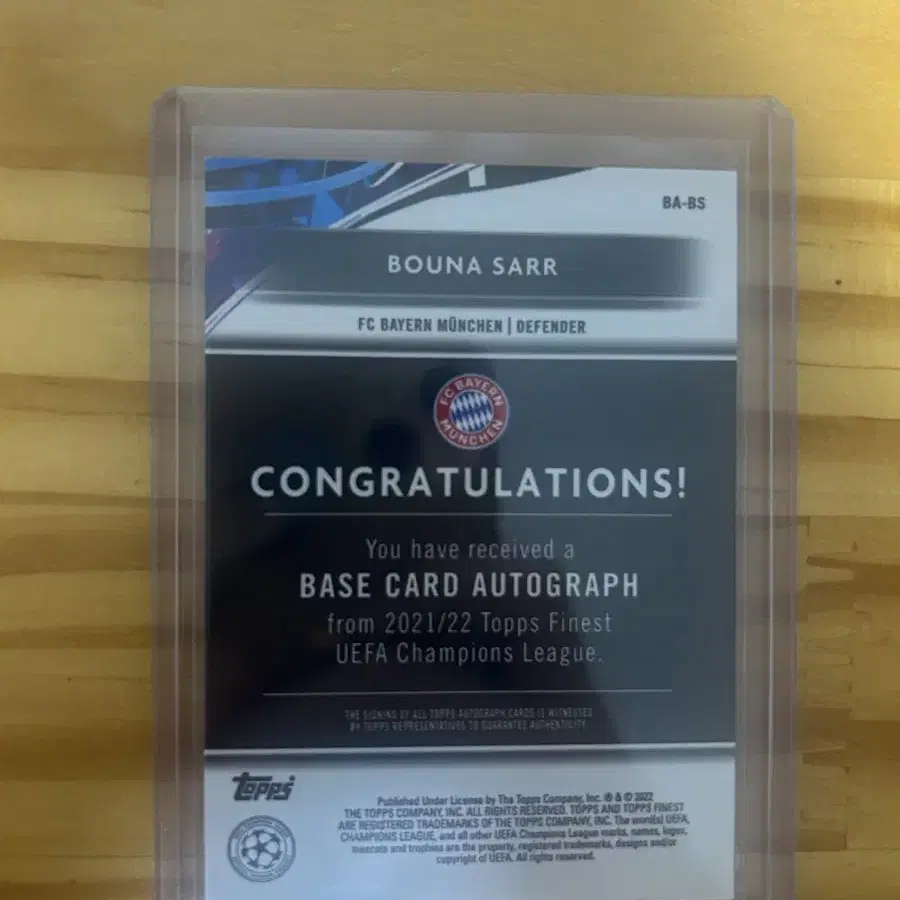 BA-BS
BOUNA SARR
FC BAYERN MÜNCHEN | DEFENDER
FC BAYERN
MÜNCHEN
CONGRATULATIONS!
You have received a
BASE CARD AUTOGRAPH
from 2021/22 Topps Finest
UEFA Champions League.
THE SIGNING OF ALL TOPPS AUTOGRAPH CARDS IS WITNESSED
BY TOPPS REPRESENTATIVES TO GUARANTEE AUTHENTICITY.
topps
Published Under License by The Topps Company, Inc. ® & © 2022
THE TOPPS COMPANY, INC. ALL RIGHTS RESERVED. TOPPS AND TOPPS FINEST
ARE REGISTERED TRADEMARKS OF THE TOPPS COMPANY, INC. The word(s) UEFA,
CHAMPIONS LEAGUE, and all other UEFA Champions League marks, names, logos,
mascots and trophies are the property, registered trademarks, designs and/or
copyright of UEFA. All rights reserved.